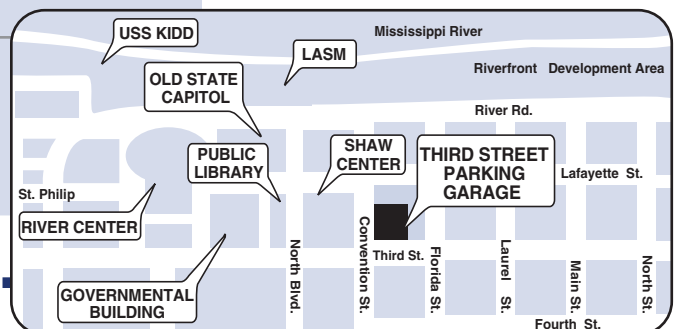 USS KIDD
Mississippi River
LASM
Riverfront Development Area
OLD STATE
CAPITOL
River Rd.
PUBLIC
LIBRARY
SHAW
CENTER
THIRD STREET
PARKING
GARAGE
Lafayette St.
St. Philip
RIVER CENTER
Third St.
North Blvd.
Convention St.
Florida St.
Laurel St.
Main St.
North St.
GOVERNMENTAL
BUILDING
Fourth St.